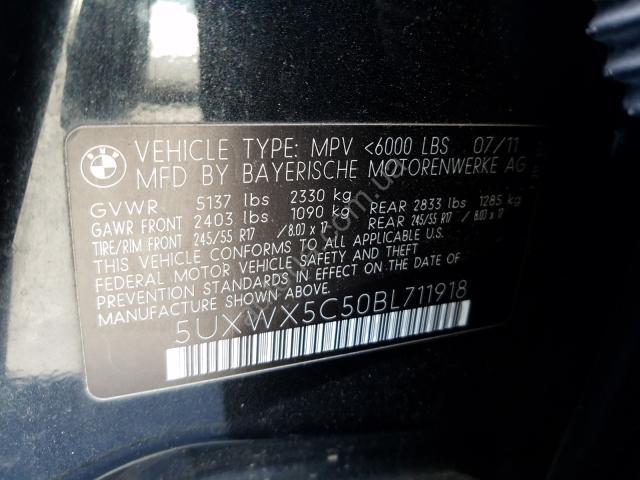 BMW
VEHICLE TYPE: MPV <6000 LBS 07/11
MFD BY BAYERISCHE MOTORENWERKE AG
GVWR 5137 lbs 2330 kg
GAWR FRONT 2403 lbs 1090 kg REAR 2833 lbs 1285 kg
TIRE/RIM FRONT 245/55 R17 /8.0J x 17 REAR 245/55 R17 / 8.0J x 17
THIS VEHICLE CONFORMS TO ALL APPLICABLE U.S.
FEDERAL MOTOR VEHICLE SAFETY AND THEFT
PREVENTION STANDARDS IN EFFECT ON THE DATE OF
MANUFACTURE SHOWN ABOVE.
5UXWX5C50BL711918